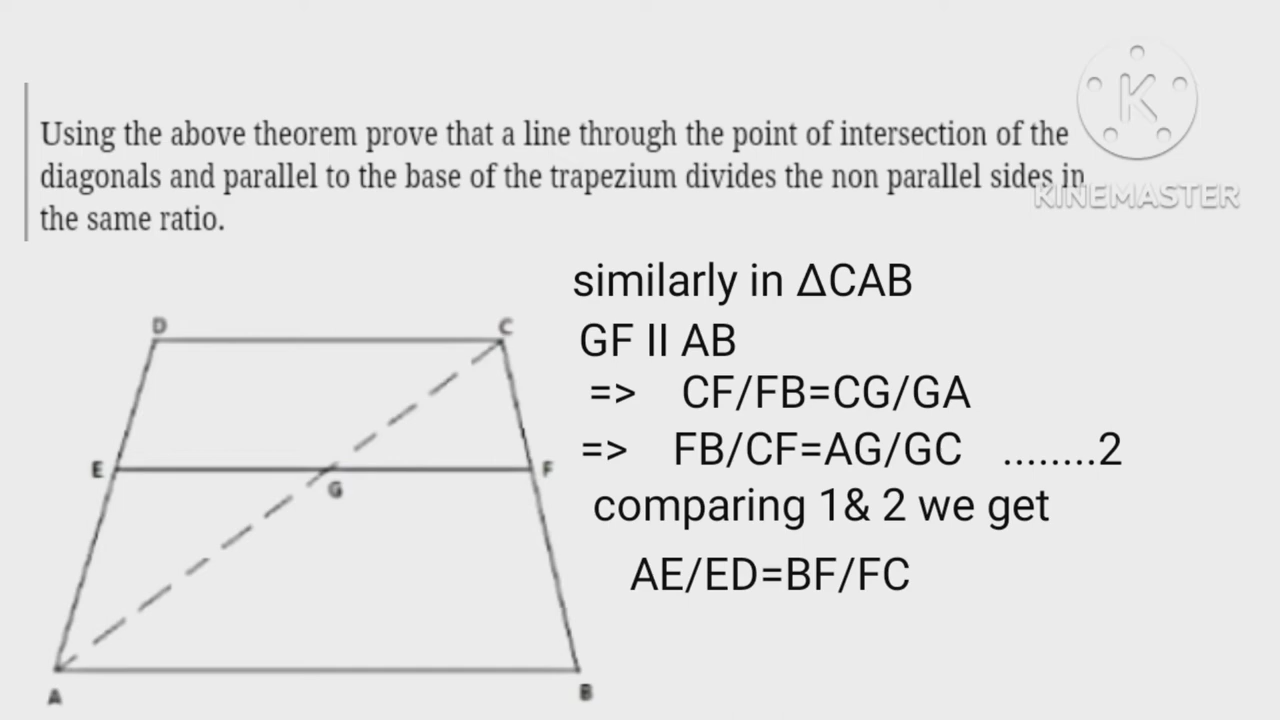 Using the above theorem prove that a line through the point of intersection of the
diagonals and parallel to the base of the trapezium divides the non parallel sides in
the same ratio.
K
KINEMASTER
similarly in ΔCAB
GF II AB
=> CF/FB=CG/GA
=> FB/CF=AG/GC ........2
comparing 1& 2 we get
AE/ED=BF/FC
D
C
E
F
G
A
B